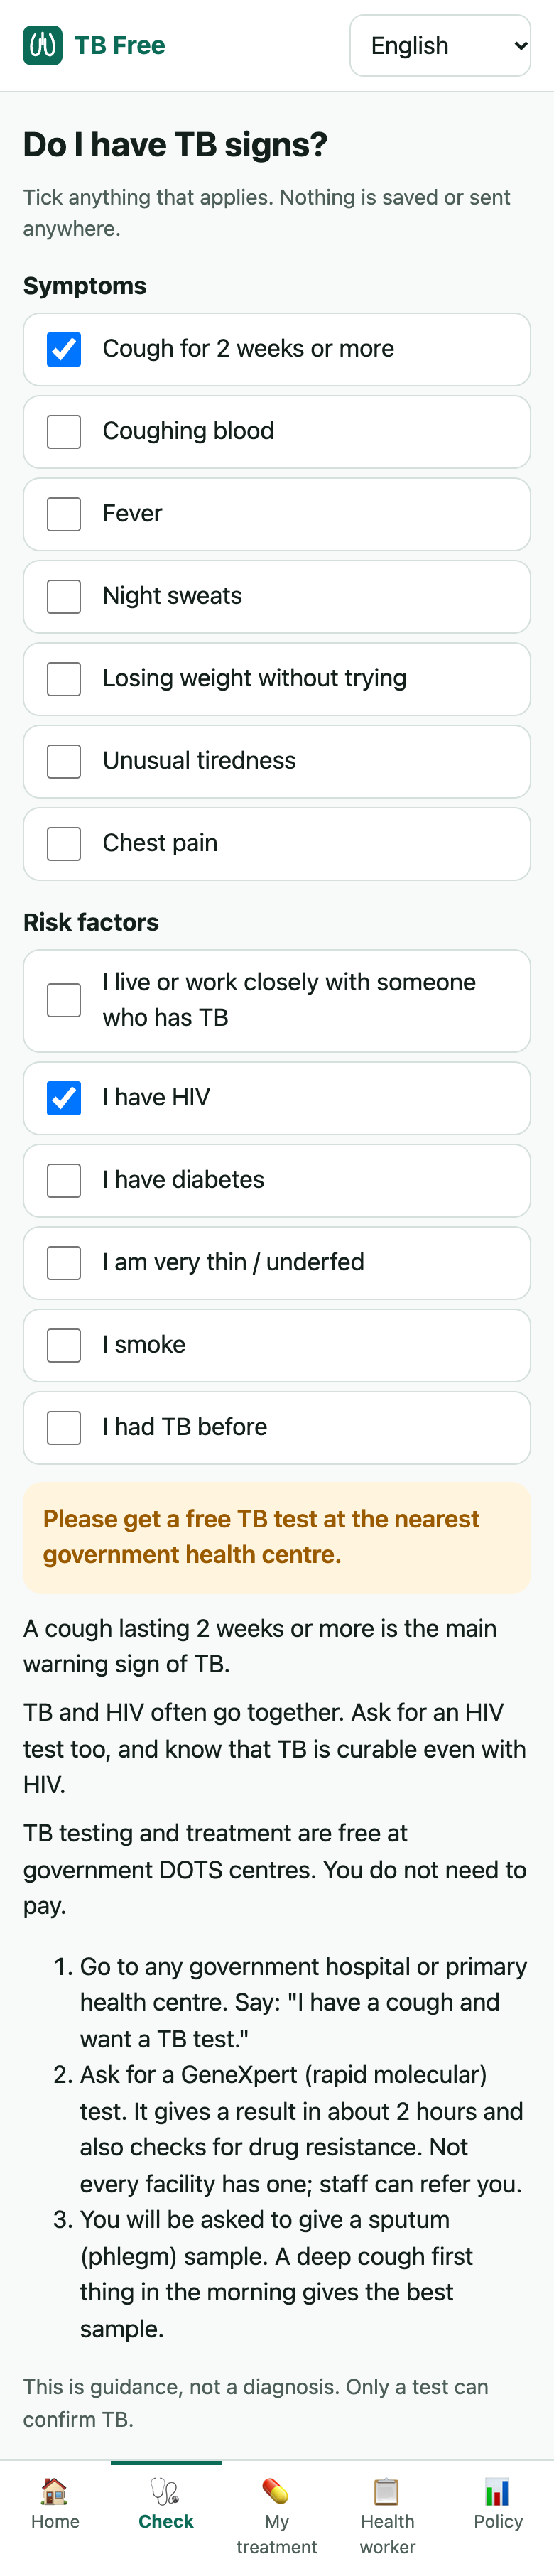 TB Free
English
Do I have TB signs?
Tick anything that applies. Nothing is saved or sent
anywhere.
Symptoms
Cough for 2 weeks or more
Coughing blood
Fever
Night sweats
Losing weight without trying
Unusual tiredness
Chest pain
Risk factors
I live or work closely with someone
who has TB
I have HIV
I have diabetes
I am very thin / underfed
I smoke
I had TB before
Please get a free TB test at the nearest
government health centre.
A cough lasting 2 weeks or more is the main
warning sign of TB.
TB and HIV often go together. Ask for an HIV
test too, and know that TB is curable even with
HIV.
TB testing and treatment are free at
government DOTS centres. You do not need to
pay.
1. Go to any government hospital or primary
health centre. Say: "I have a cough and
want a TB test."
2. Ask for a GeneXpert (rapid molecular)
test. It gives a result in about 2 hours and
also checks for drug resistance. Not
every facility has one; staff can refer you.
3. You will be asked to give a sputum
(phlegm) sample. A deep cough first
thing in the morning gives the best
sample.
This is guidance, not a diagnosis. Only a test can
confirm TB.
Home
Check
My
treatment
Health
worker
Policy